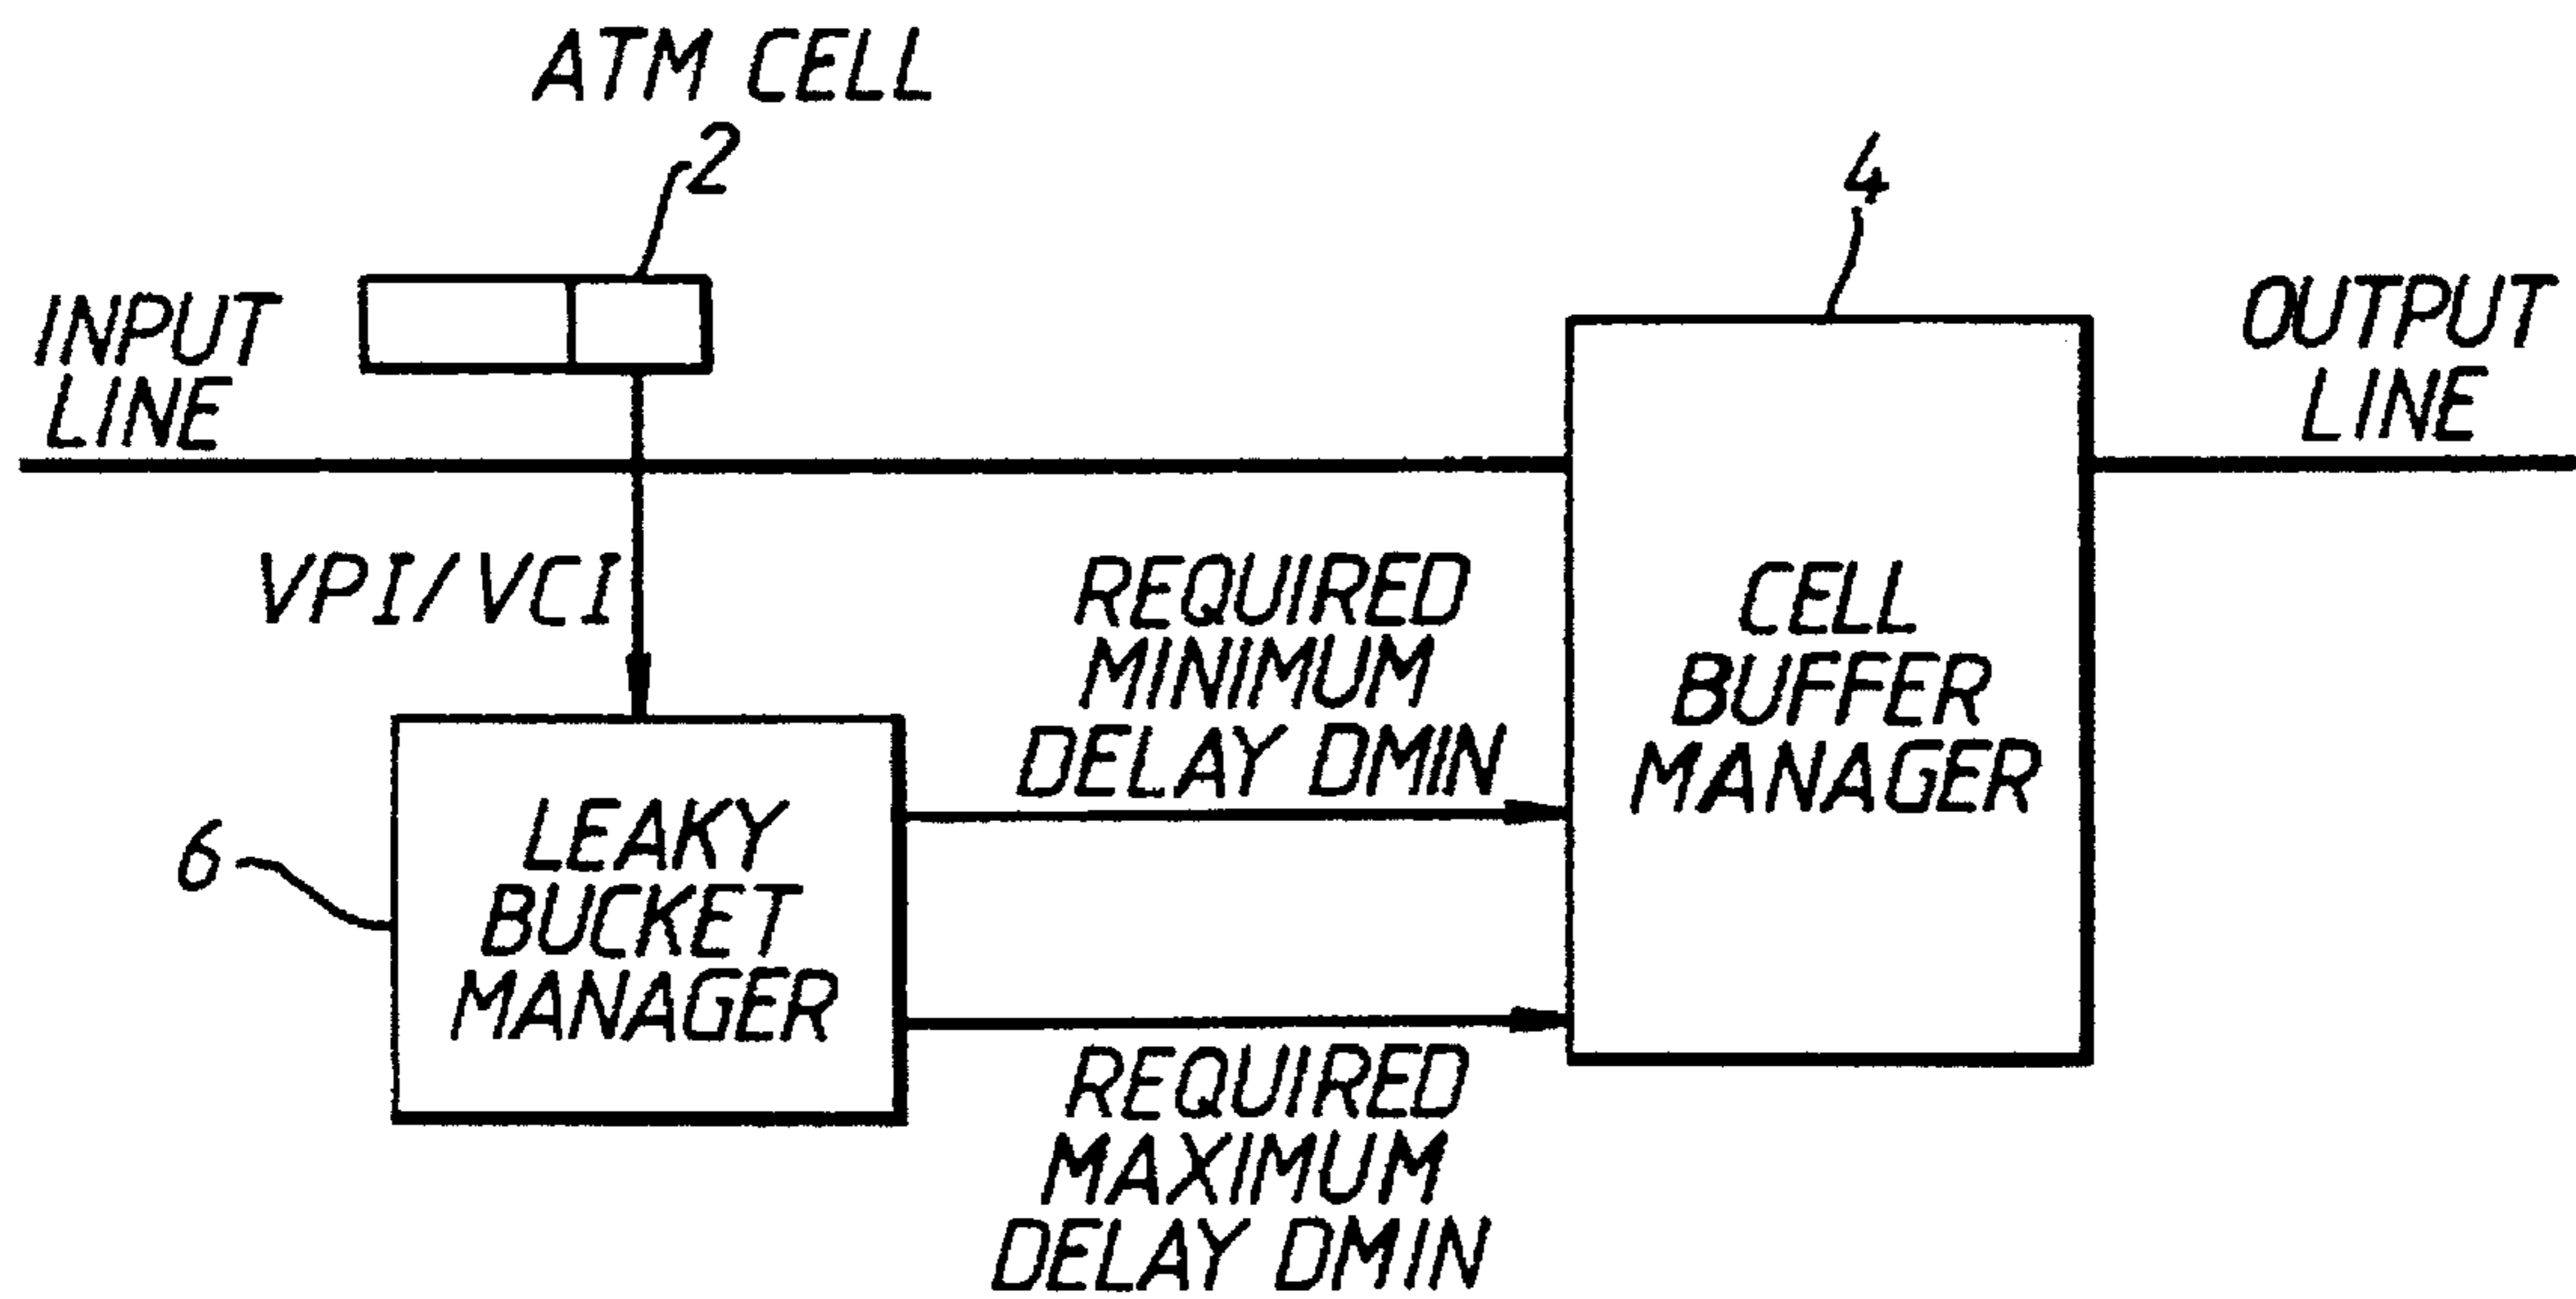 ATM CELL
2
4
INPUT
LINE
OUTPUT
LINE
VPI/VCI
REQUIRED
MINIMUM
DELAY DMIN
CELL
BUFFER
MANAGER
6
LEAKY
BUCKET
MANAGER
REQUIRED
MAXIMUM
DELAY DMIN